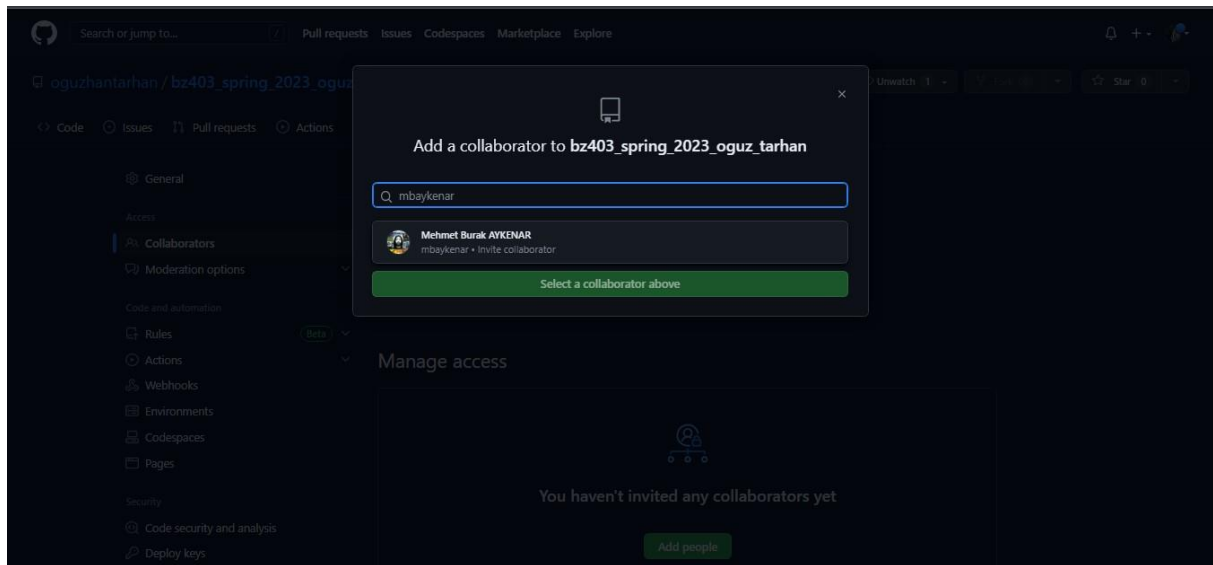 Search or jump to... /
Pull requests Issues Codespaces Marketplace Explore
oguzhantarhan / bz403_spring_2023_oguz
Unwatch 1
Star 0
Code Issues Pull requests Actions
Add a collaborator to bz403_spring_2023_oguz_tarhan
mbaykenar
Mehmet Burak AYKENAR
mbaykenar • Invite collaborator
Select a collaborator above
General
Access
Collaborators
Moderation options
Code and automation
Rules Beta
Actions
Webhooks
Environments
Codespaces
Pages
Security
Code security and analysis
Deploy keys
Manage access
You haven't invited any collaborators yet
Add people